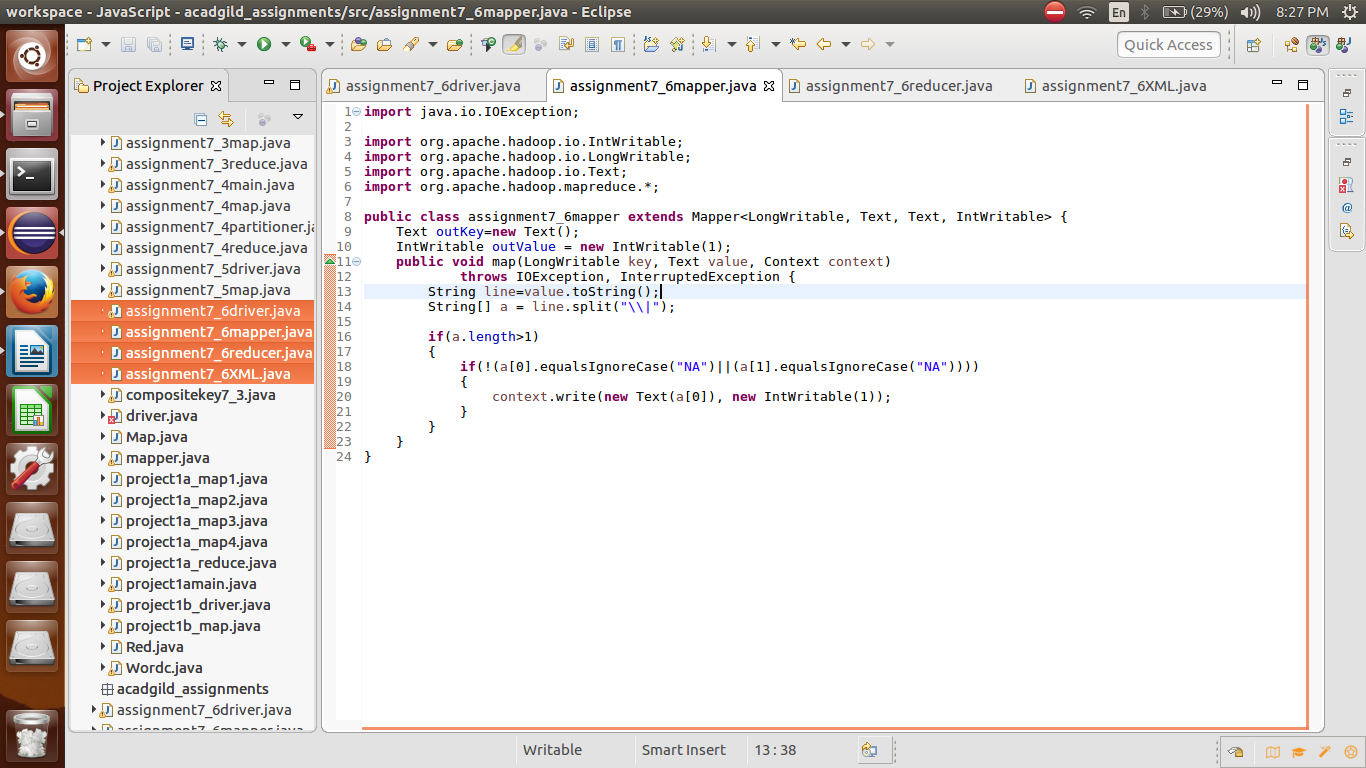 workspace - JavaScript - acadgild_assignments/src/assignment7_6mapper.java - Eclipse
En
(29%)
8:27 PM
Quick Access
Project Explorer
assignment7_3map.java
assignment7_3reduce.java
assignment7_4main.java
assignment7_4map.java
assignment7_4partitioner.ja
assignment7_4reduce.java
assignment7_5driver.java
assignment7_5map.java
assignment7_6driver.java
assignment7_6mapper.java
assignment7_6reducer.java
assignment7_6XML.java
compositekey7_3.java
driver.java
Map.java
mapper.java
project1a_map1.java
project1a_map2.java
project1a_map3.java
project1a_map4.java
project1a_reduce.java
project1amain.java
project1b_driver.java
project1b_map.java
Red.java
Wordc.java
acadgild_assignments
assignment7_6driver.java
assignment7_6mapper.java
assignment7_6driver.java
assignment7_6mapper.java
assignment7_6reducer.java
assignment7_6XML.java
1 import java.io.IOException;
2
3 import org.apache.hadoop.io.IntWritable;
4 import org.apache.hadoop.io.LongWritable;
5 import org.apache.hadoop.io.Text;
6 import org.apache.hadoop.mapreduce.*;
7
8 public class assignment7_6mapper extends Mapper<LongWritable, Text, Text, IntWritable> {
9 Text outKey=new Text();
10 IntWritable outValue = new IntWritable(1);
11 public void map(LongWritable key, Text value, Context context)
12 throws IOException, InterruptedException {
13 String line=value.toString();
14 String[] a = line.split("\\|");
15
16 if(a.length>1)
17 {
18 if(!(a[0].equalsIgnoreCase("NA")||(a[1].equalsIgnoreCase("NA"))))
19 {
20 context.write(new Text(a[0]), new IntWritable(1));
21 }
22 }
23 }
24 }
Writable
Smart Insert
13 : 38